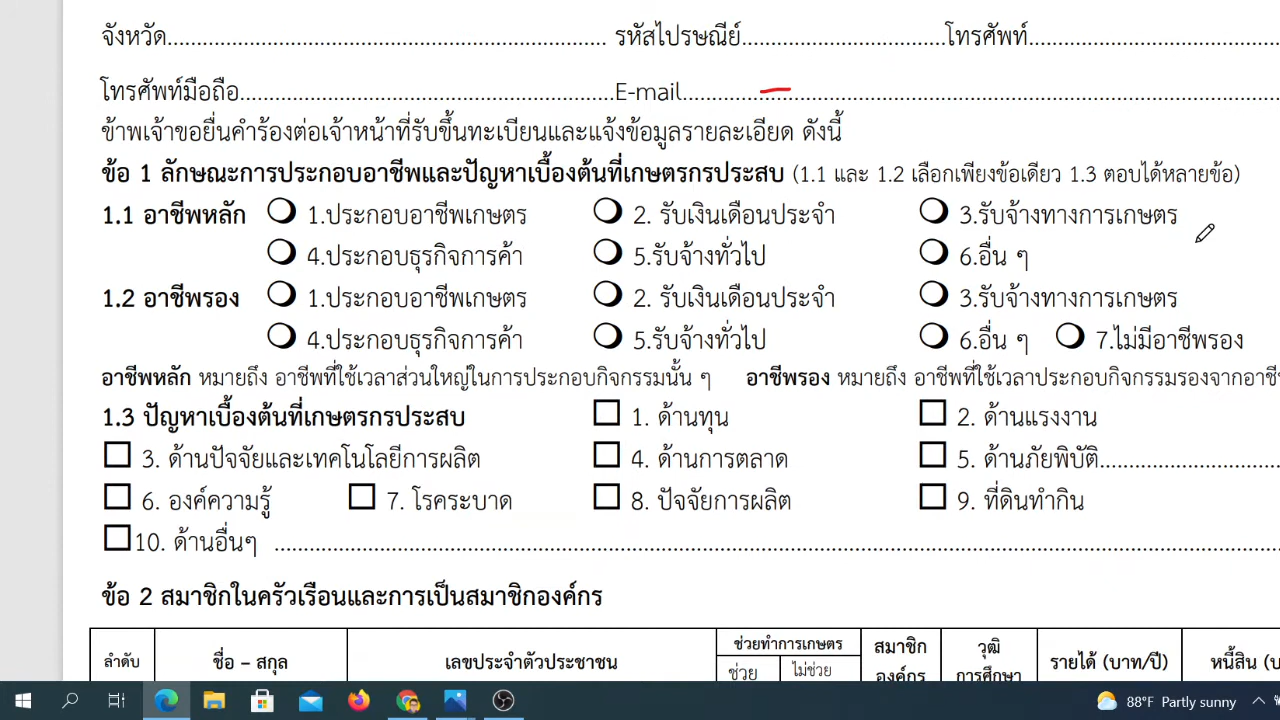 จังหวัด........................................................................... รหัสไปรษณีย์..................................โทรศัพท์..........................................
โทรศัพท์มือถือ...............................................................E-mail....................................................................................................
ข้าพเจ้าขอยื่นคำร้องต่อเจ้าหน้าที่รับขึ้นทะเบียนและแจ้งข้อมูลรายละเอียด ดังนี้
ข้อ 1 ลักษณะการประกอบอาชีพและปัญหาเบื้องต้นที่เกษตรกรประสบ (1.1 และ 1.2 เลือกเพียงข้อเดียว 1.3 ตอบได้หลายข้อ)
1.1 อาชีพหลัก 1.ประกอบอาชีพเกษตร 2. รับเงินเดือนประจำ 3.รับจ้างทางการเกษตร
4.ประกอบธุรกิจการค้า 5.รับจ้างทั่วไป 6.อื่น ๆ
1.2 อาชีพรอง 1.ประกอบอาชีพเกษตร 2. รับเงินเดือนประจำ 3.รับจ้างทางการเกษตร
4.ประกอบธุรกิจการค้า 5.รับจ้างทั่วไป 6.อื่น ๆ 7.ไม่มีอาชีพรอง
อาชีพหลัก หมายถึง อาชีพที่ใช้เวลาส่วนใหญ่ในการประกอบกิจกรรมนั้น ๆ อาชีพรอง หมายถึง อาชีพที่ใช้เวลาประกอบกิจกรรมรองจาก
1.3 ปัญหาเบื้องต้นที่เกษตรกรประสบ 1. ด้านทุน 2. ด้านแรงงาน
3. ด้านปัจจัยและเทคโนโลยีการผลิต 4. ด้านการตลาด 5. ด้านภัยพิบัติ...............................
6. องค์ความรู้ 7. โรคระบาด 8. ปัจจัยการผลิต 9. ที่ดินทำกิน
10. ด้านอื่นๆ ..........................................................................................................................................................................
ข้อ 2 สมาชิกในครัวเรือนและการเป็นสมาชิกองค์กร
ลำดับ ชื่อ – สกุล เลขประจำตัวประชาชน ช่วยทำการเกษตร ช่วย ไม่ช่วย สมาชิก องค์กร วุฒิ การศึกษา รายได้ (บาท/ปี) หนี้สิน
88°F Partly sunny